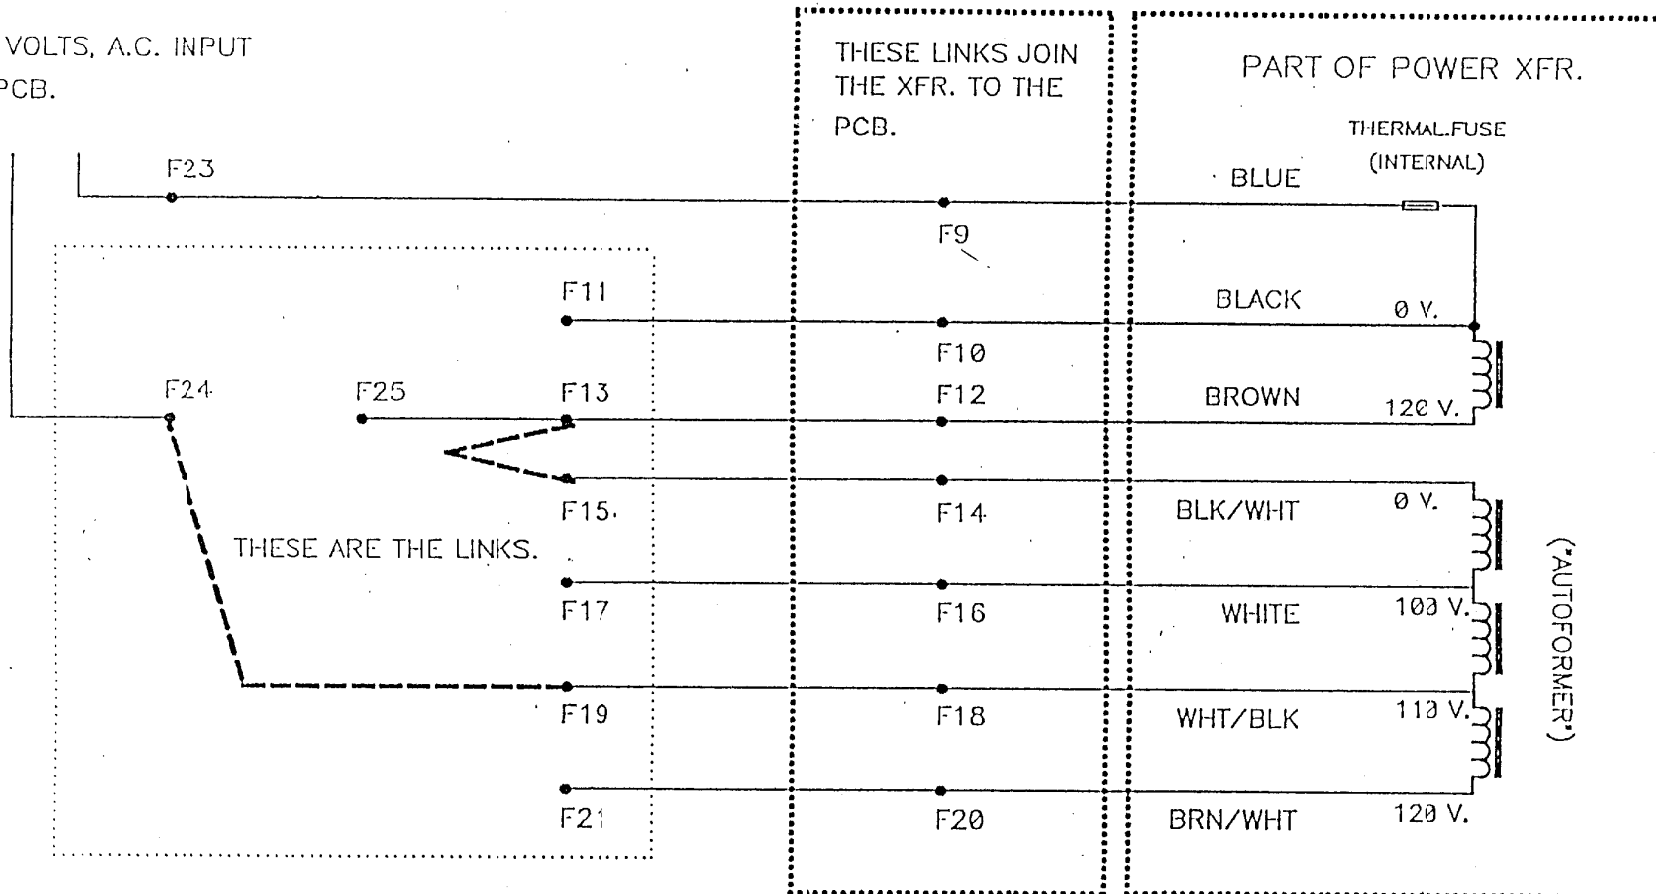 VOLTS, A.C. INPUT
PCB.
THESE LINKS JOIN
THE XFR. TO THE
PCB.
PART OF POWER XFR.
THERMAL FUSE
(INTERNAL)
F23
BLUE
F9
F11
BLACK
0 V.
F10
F24
F25
F13
F12
BROWN
120 V.
F15
F14
BLK/WHT
0 V.
THESE ARE THE LINKS.
F17
F16
WHITE
100 V.
("AUTOFORMER")
F19
F18
WHT/BLK
110 V.
F21
F20
BRN/WHT
120 V.